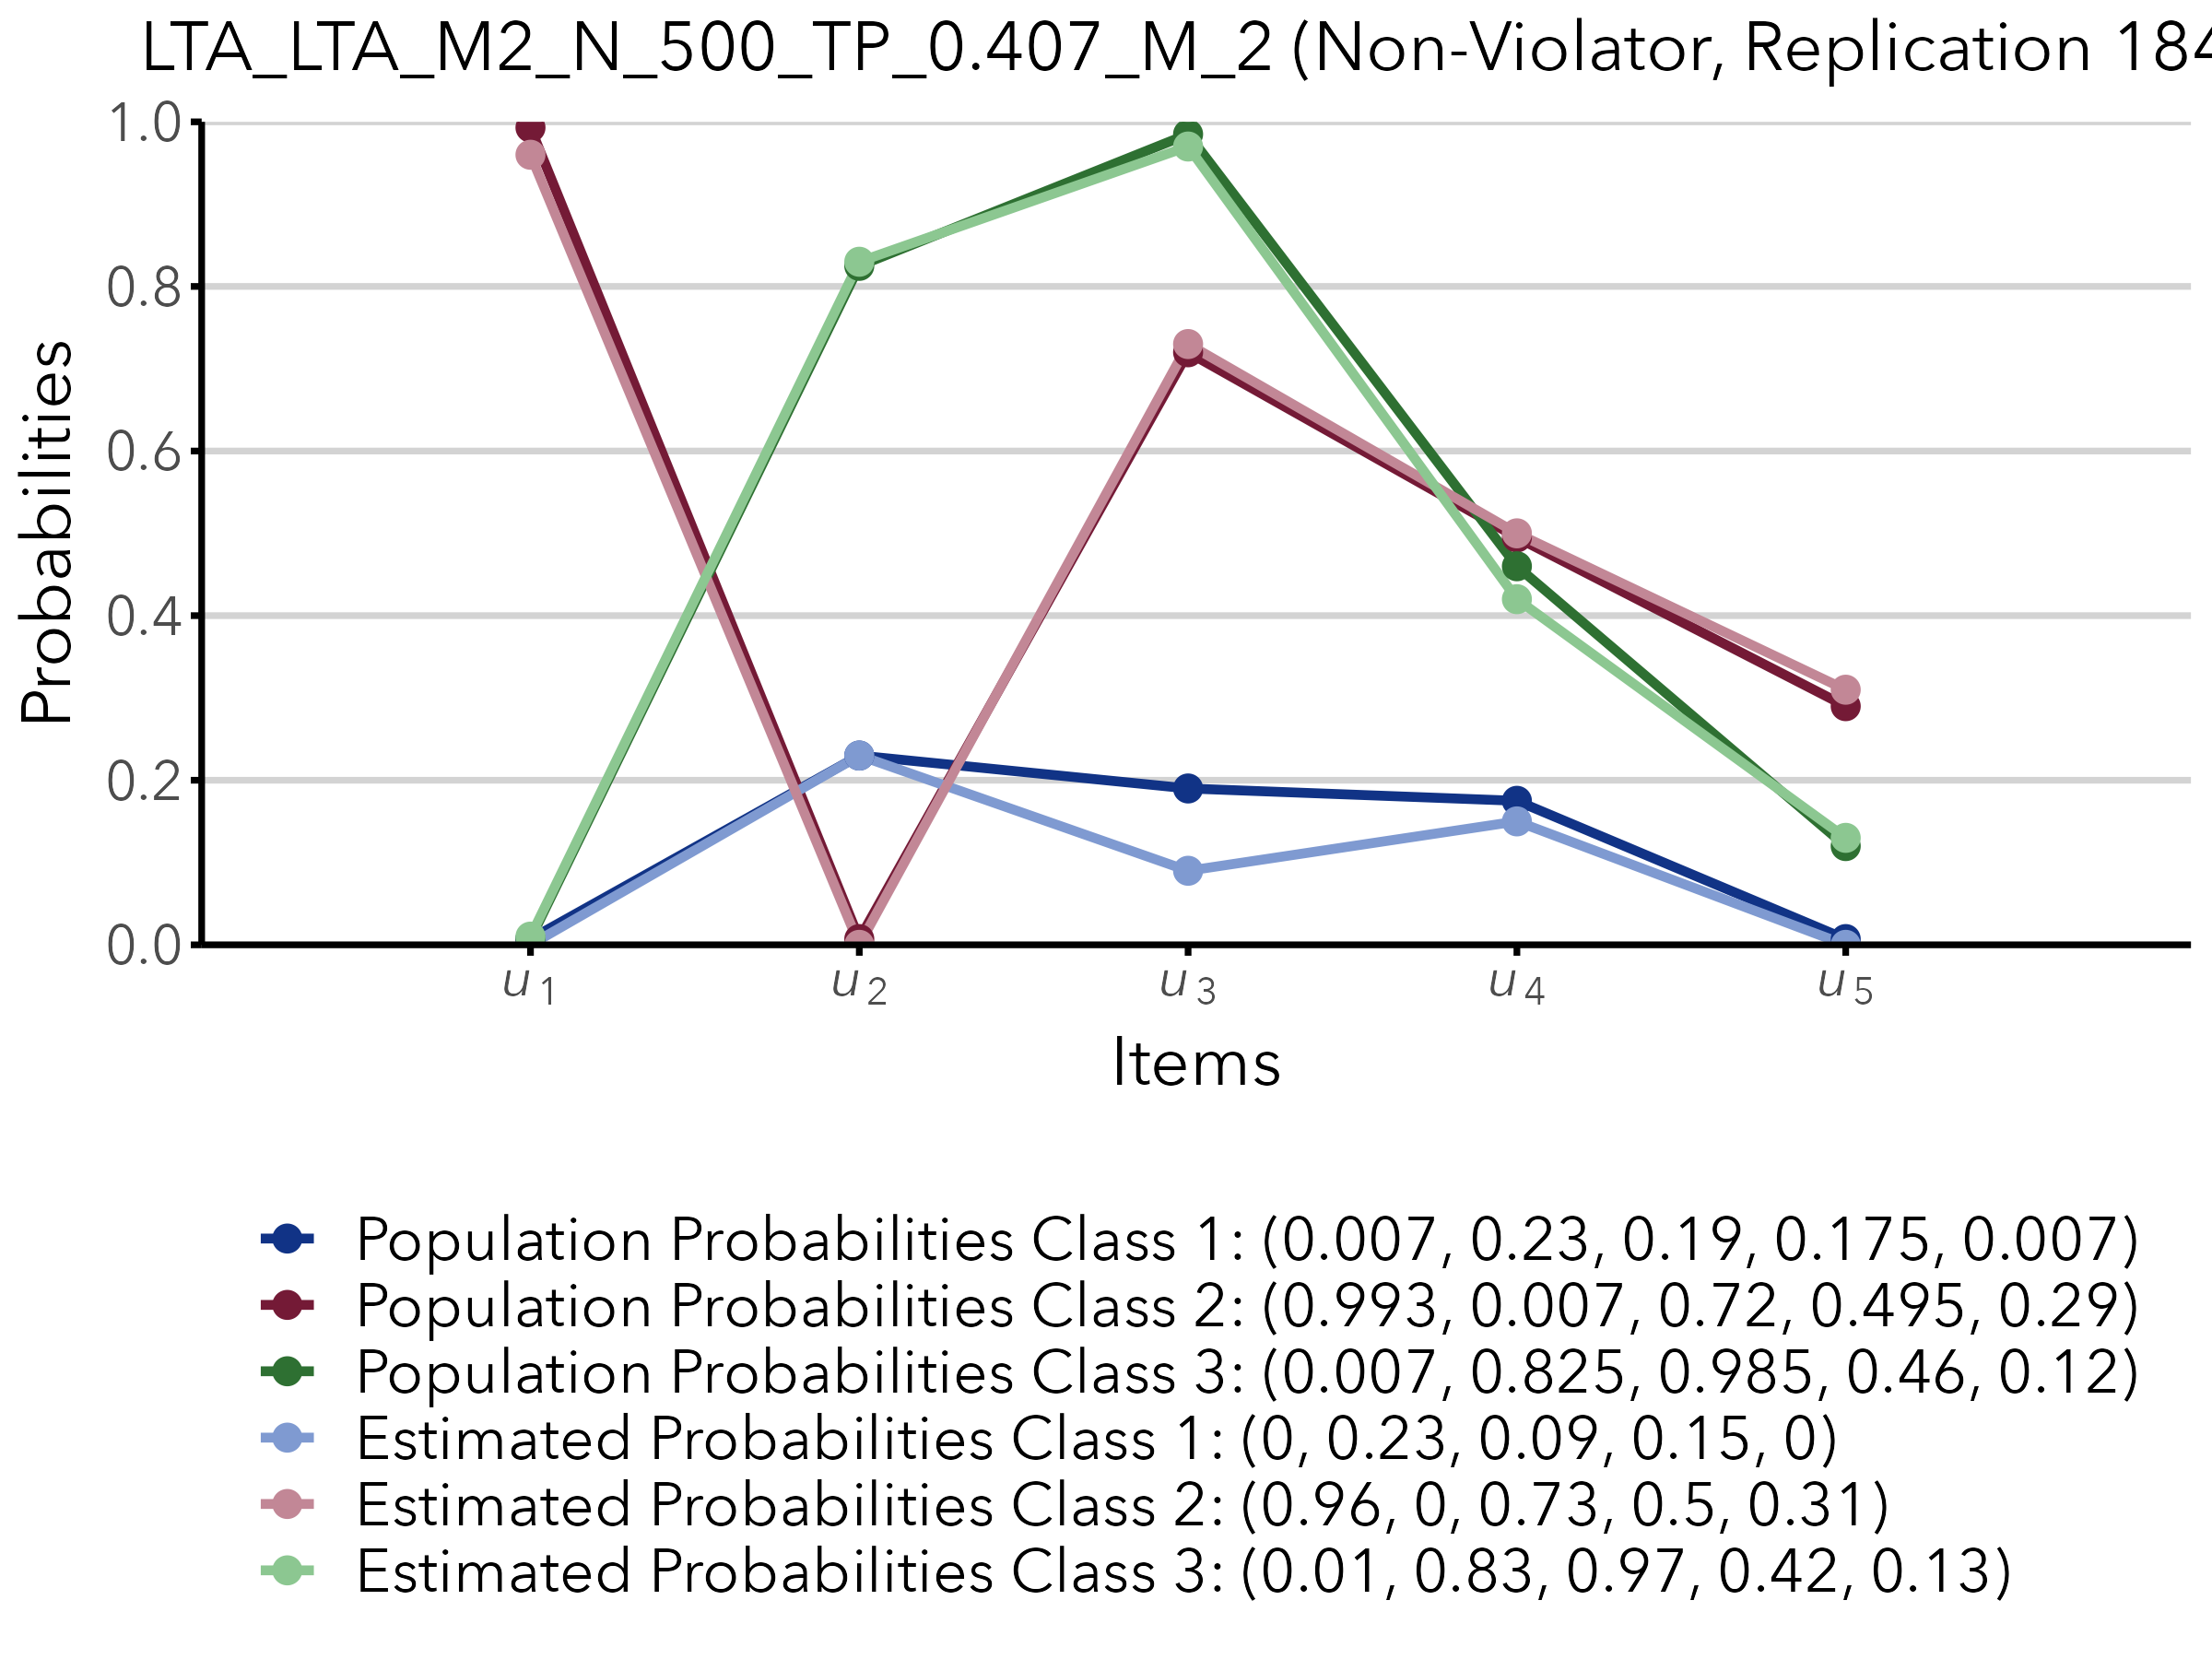 LTA_LTA_M2_N_500_TP_0.407_M_2 (Non-Violator, Replication 184
1.0
0.8
0.6
0.4
0.2
0.0
Probabilities
u1 u2 u3 u4 u5
Items
Population Probabilities Class 1: (0.007, 0.23, 0.19, 0.175, 0.007)
Population Probabilities Class 2: (0.993, 0.007, 0.72, 0.495, 0.29)
Population Probabilities Class 3: (0.007, 0.825, 0.985, 0.46, 0.12)
Estimated Probabilities Class 1: (0, 0.23, 0.09, 0.15, 0)
Estimated Probabilities Class 2: (0.96, 0, 0.73, 0.5, 0.31)
Estimated Probabilities Class 3: (0.01, 0.83, 0.97, 0.42, 0.13)